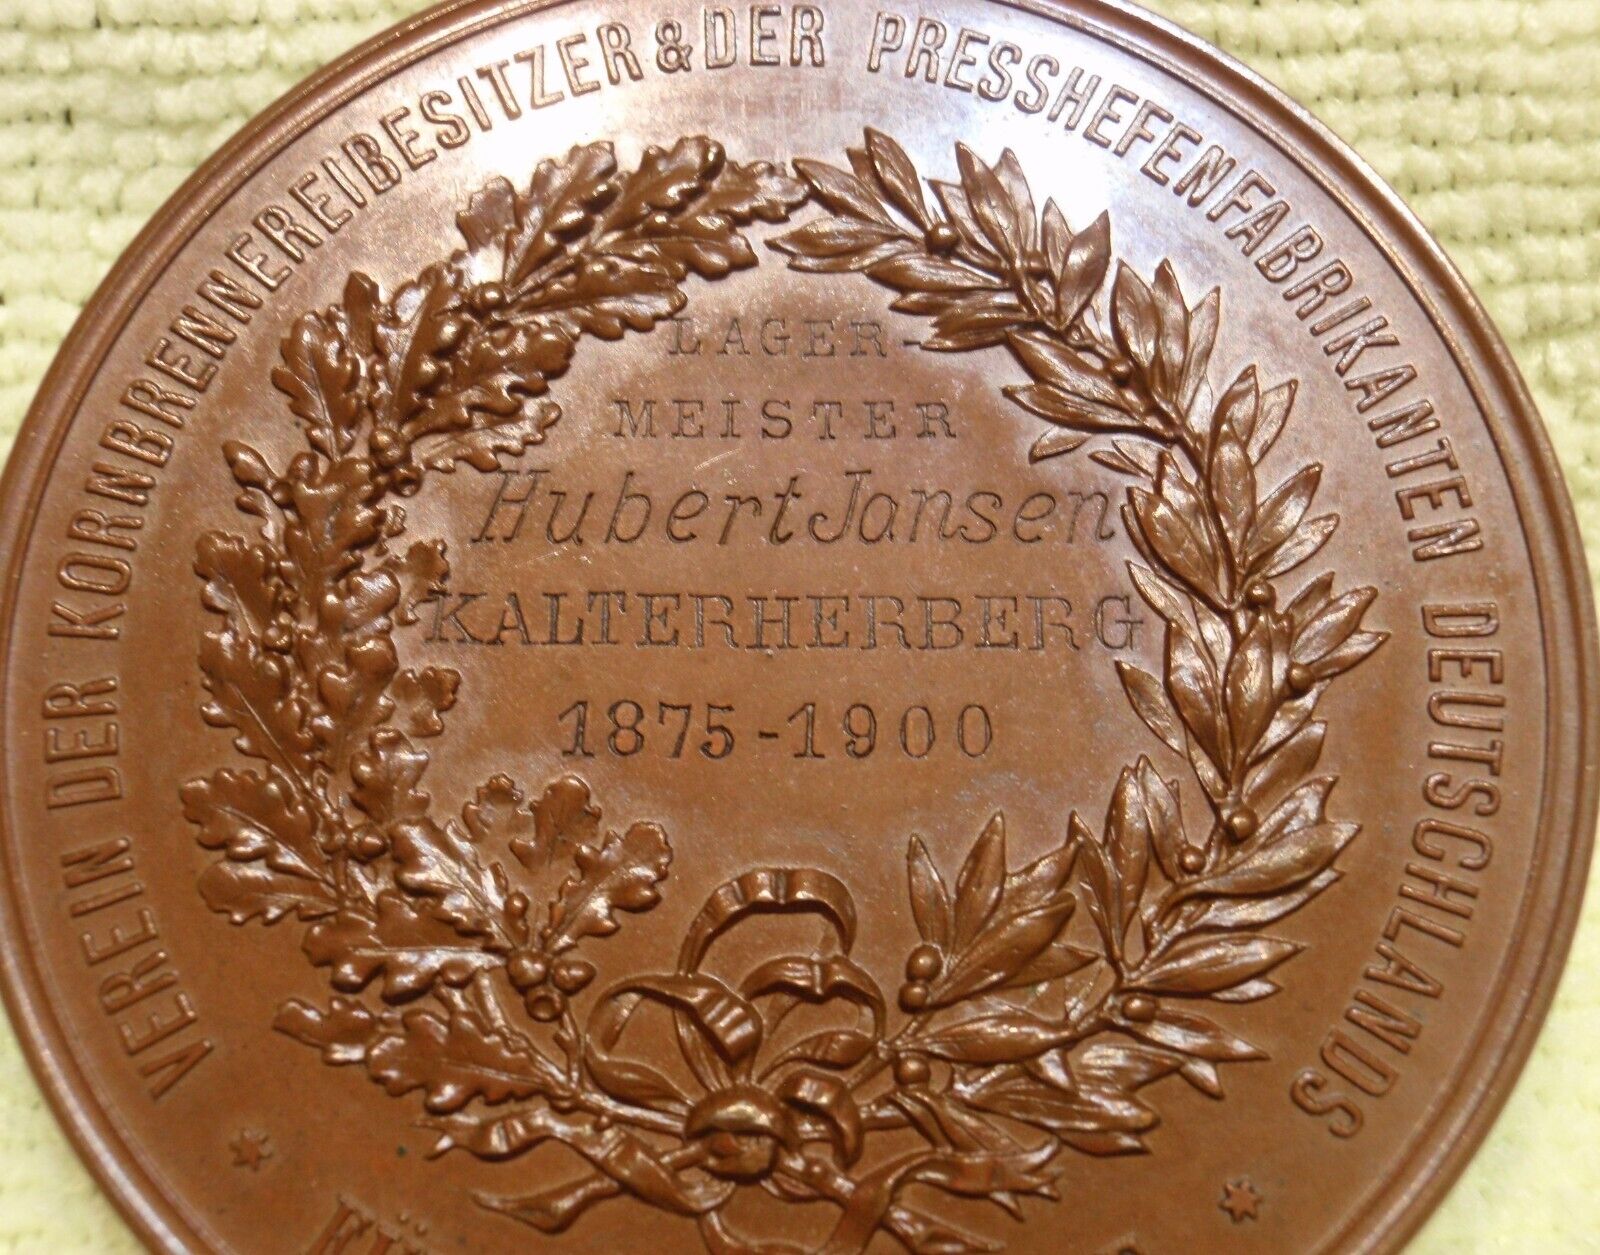 VEREIN DER KORNBRENNEREIBESITZER & DER PRESSHEFENFABRIKANTEN DEUTSCHLANDS
LAGER-
MEISTER
Hubert Jansen
KALTERHERBERG
1875-1900